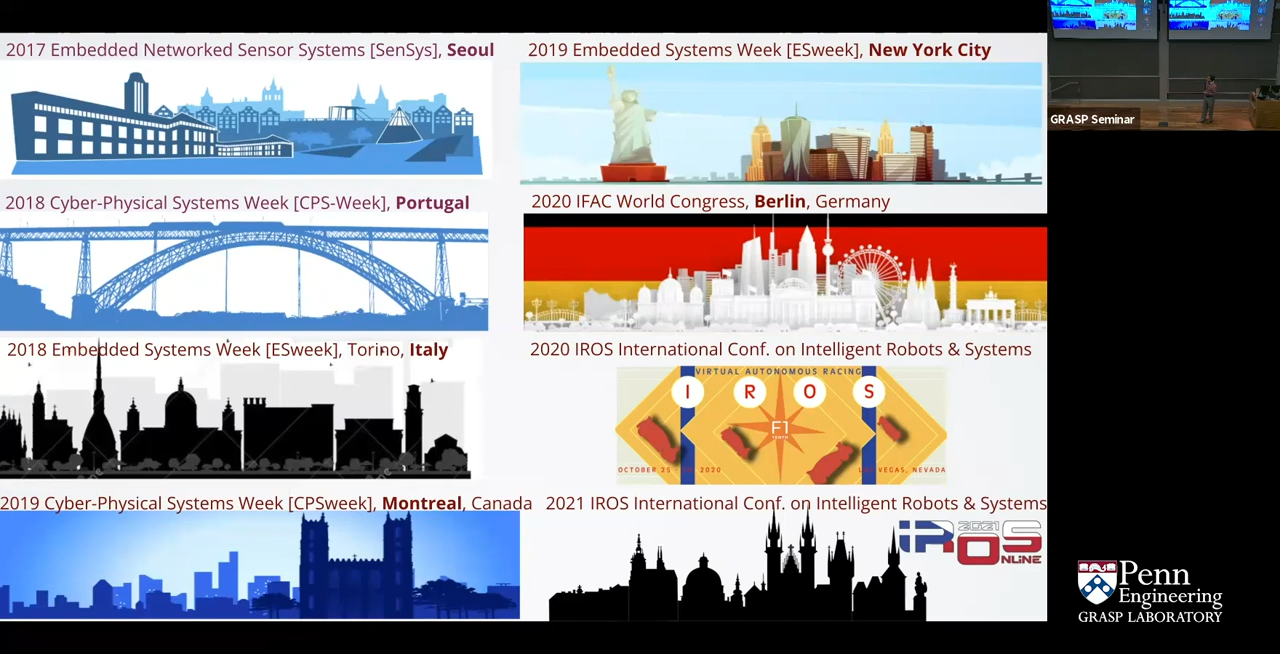 2017 Embedded Networked Sensor Systems [SenSys], Seoul
2018 Cyber-Physical Systems Week [CPS-Week], Portugal
2018 Embedded Systems Week [ESweek], Torino, Italy
2019 Cyber-Physical Systems Week [CPSweek], Montreal, Canada
2019 Embedded Systems Week [ESweek], New York City
2020 IFAC World Congress, Berlin, Germany
2020 IROS International Conf. on Intelligent Robots & Systems
VIRTUAL AUTONOMOUS RACING
I R O S
F1
TENTH
OCTOBER 25 - 2020
VEGAS, NEVADA
2021 IROS International Conf. on Intelligent Robots & Systems
2021
IROS
ONLINE
GRASP Seminar
Penn
Engineering
GRASP LABORATORY